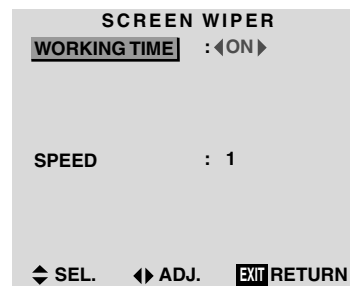 SCREEN WIPER
WORKING TIME : ◀ON▶
SPEED : 1
SEL. ADJ. EXIT RETURN